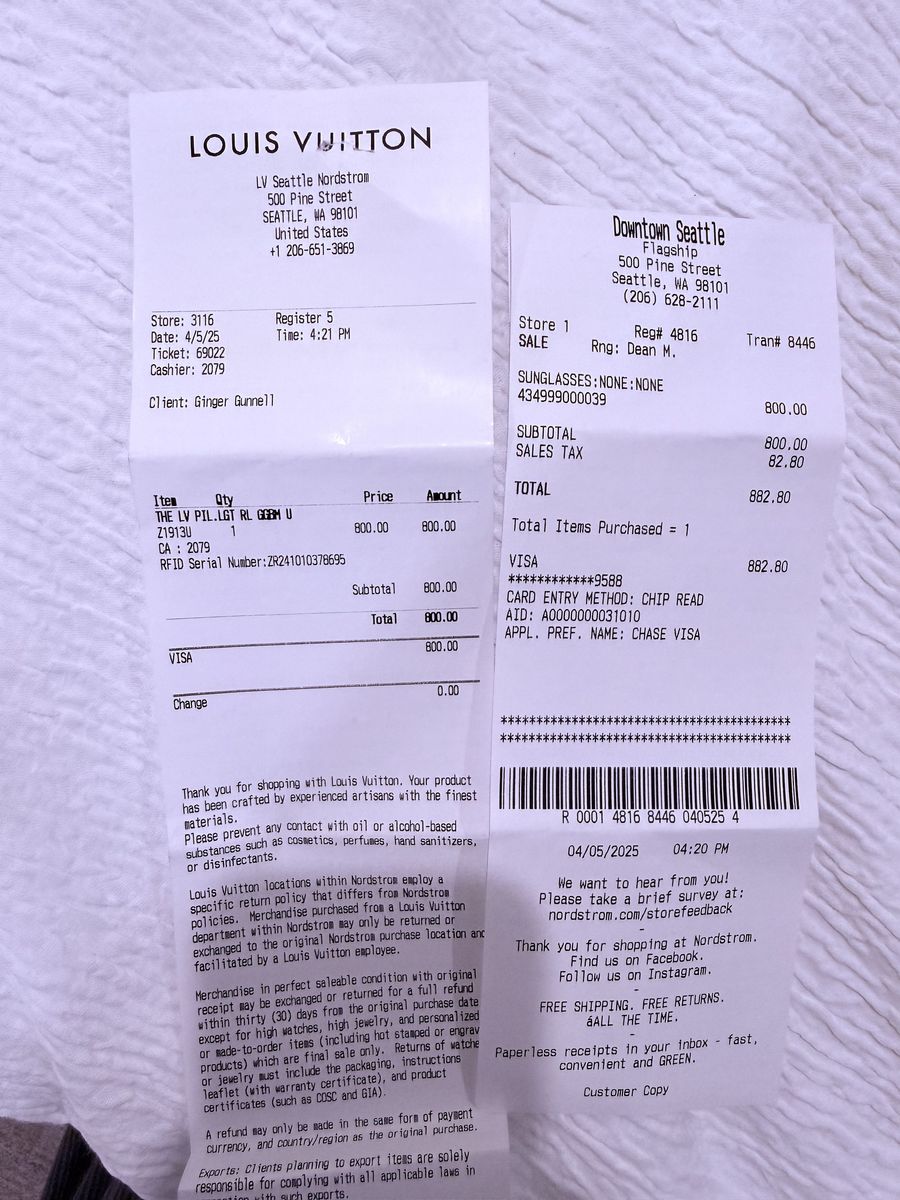 LOUIS VUITTON
LV Seattle Nordstrom
500 Pine Street
SEATTLE, WA 98101
United States
+1 206-651-3869
Store: 3116 Register 5
Date: 4/5/25 Time: 4:21 PM
Ticket: 69022
Cashier: 2079
Client: Ginger Gunnell
Item Qty Price Amount
THE LV PIL.LGT RL GGBM U
Z1913U 1 800.00 800.00
CA : 2079
RFID Serial Number:ZR241010378695
Subtotal 800.00
Total 800.00
VISA 800.00
Change 0.00
Thank you for shopping with Louis Vuitton. Your product
has been crafted by experienced artisans with the finest
materials.
Please prevent any contact with oil or alcohol-based
substances such as cosmetics, perfumes, hand sanitizers,
or disinfectants.
Louis Vuitton locations within Nordstrom employ a
specific return policy that differs from Nordstrom
policies. Merchandise purchased from a Louis Vuitton
department within Nordstrom may only be returned or
exchanged to the original Nordstrom purchase location and
facilitated by a Louis Vuitton employee.
Merchandise in perfect saleable condition with original
receipt may be exchanged or returned for a full refund
within thirty (30) days from the original purchase date
except for high watches, high jewelry, and personalized
or made-to-order items (including hot stamped or engrav
products) which are final sale only. Returns of watche
or jewelry must include the packaging, instructions
leaflet (with warranty certificate), and product
certificates (such as COSC and GIA).
A refund may only be made in the same form of payment
currency, and country/region as the original purchase.
Exports: Clients planning to export items are solely
responsible for complying with all applicable laws in
with such exports.
Downtown Seattle
Flagship
500 Pine Street
Seattle, WA 98101
(206) 628-2111
Store 1 Reg# 4816 Tran# 8446
SALE Rng: Dean M.
SUNGLASSES:NONE:NONE
434999000039 800.00
SUBTOTAL 800.00
SALES TAX 82.80
TOTAL 882.80
Total Items Purchased = 1
VISA 882.80
************9588
CARD ENTRY METHOD: CHIP READ
AID: A0000000031010
APPL. PREF. NAME: CHASE VISA
******************************************
******************************************
R 0001 4816 8446 040525 4
04/05/2025 04:20 PM
We want to hear from you!
Please take a brief survey at:
nordstrom.com/storefeedback
-
Thank you for shopping at Nordstrom.
Find us on Facebook.
Follow us on Instagram.
-
FREE SHIPPING. FREE RETURNS.
áALL THE TIME.
-
Paperless receipts in your inbox - fast,
convenient and GREEN.
Customer Copy